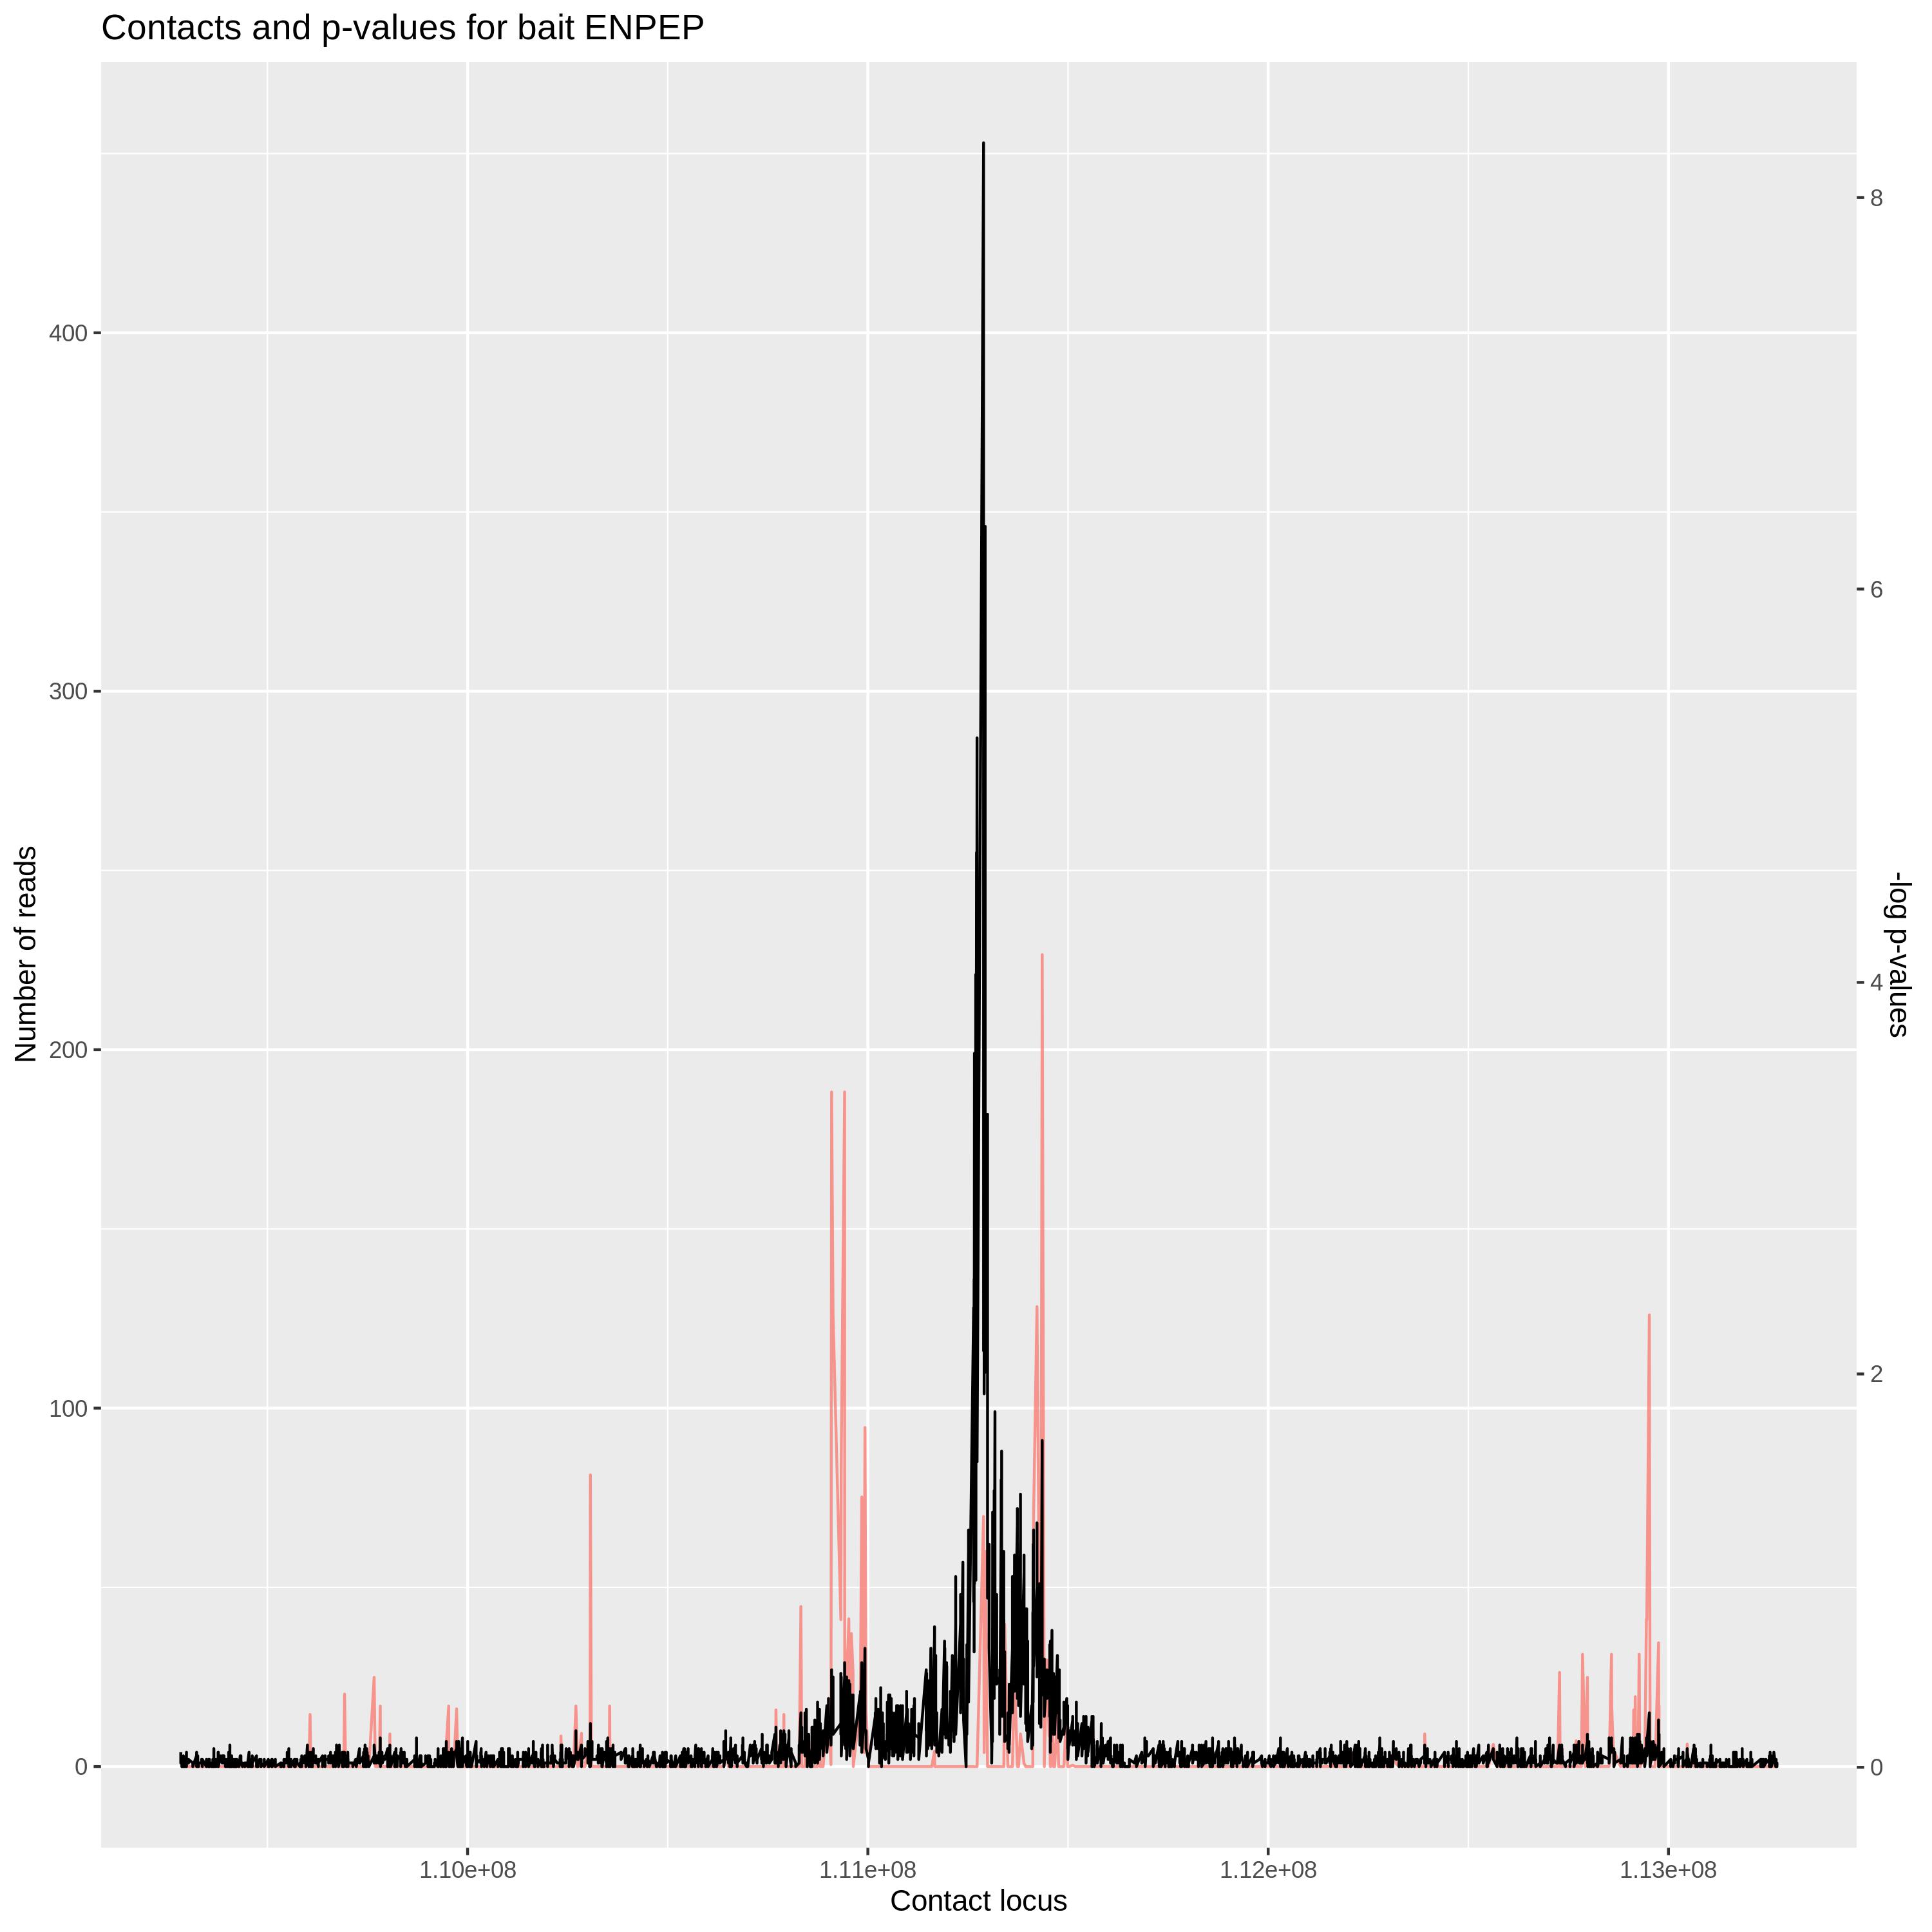 Contacts and p-values for bait ENPEP
Number of reads
400
300
200
100
0
8
6
4
2
0
-log p-values
1.10e+08
1.11e+08
1.12e+08
1.13e+08
Contact locus